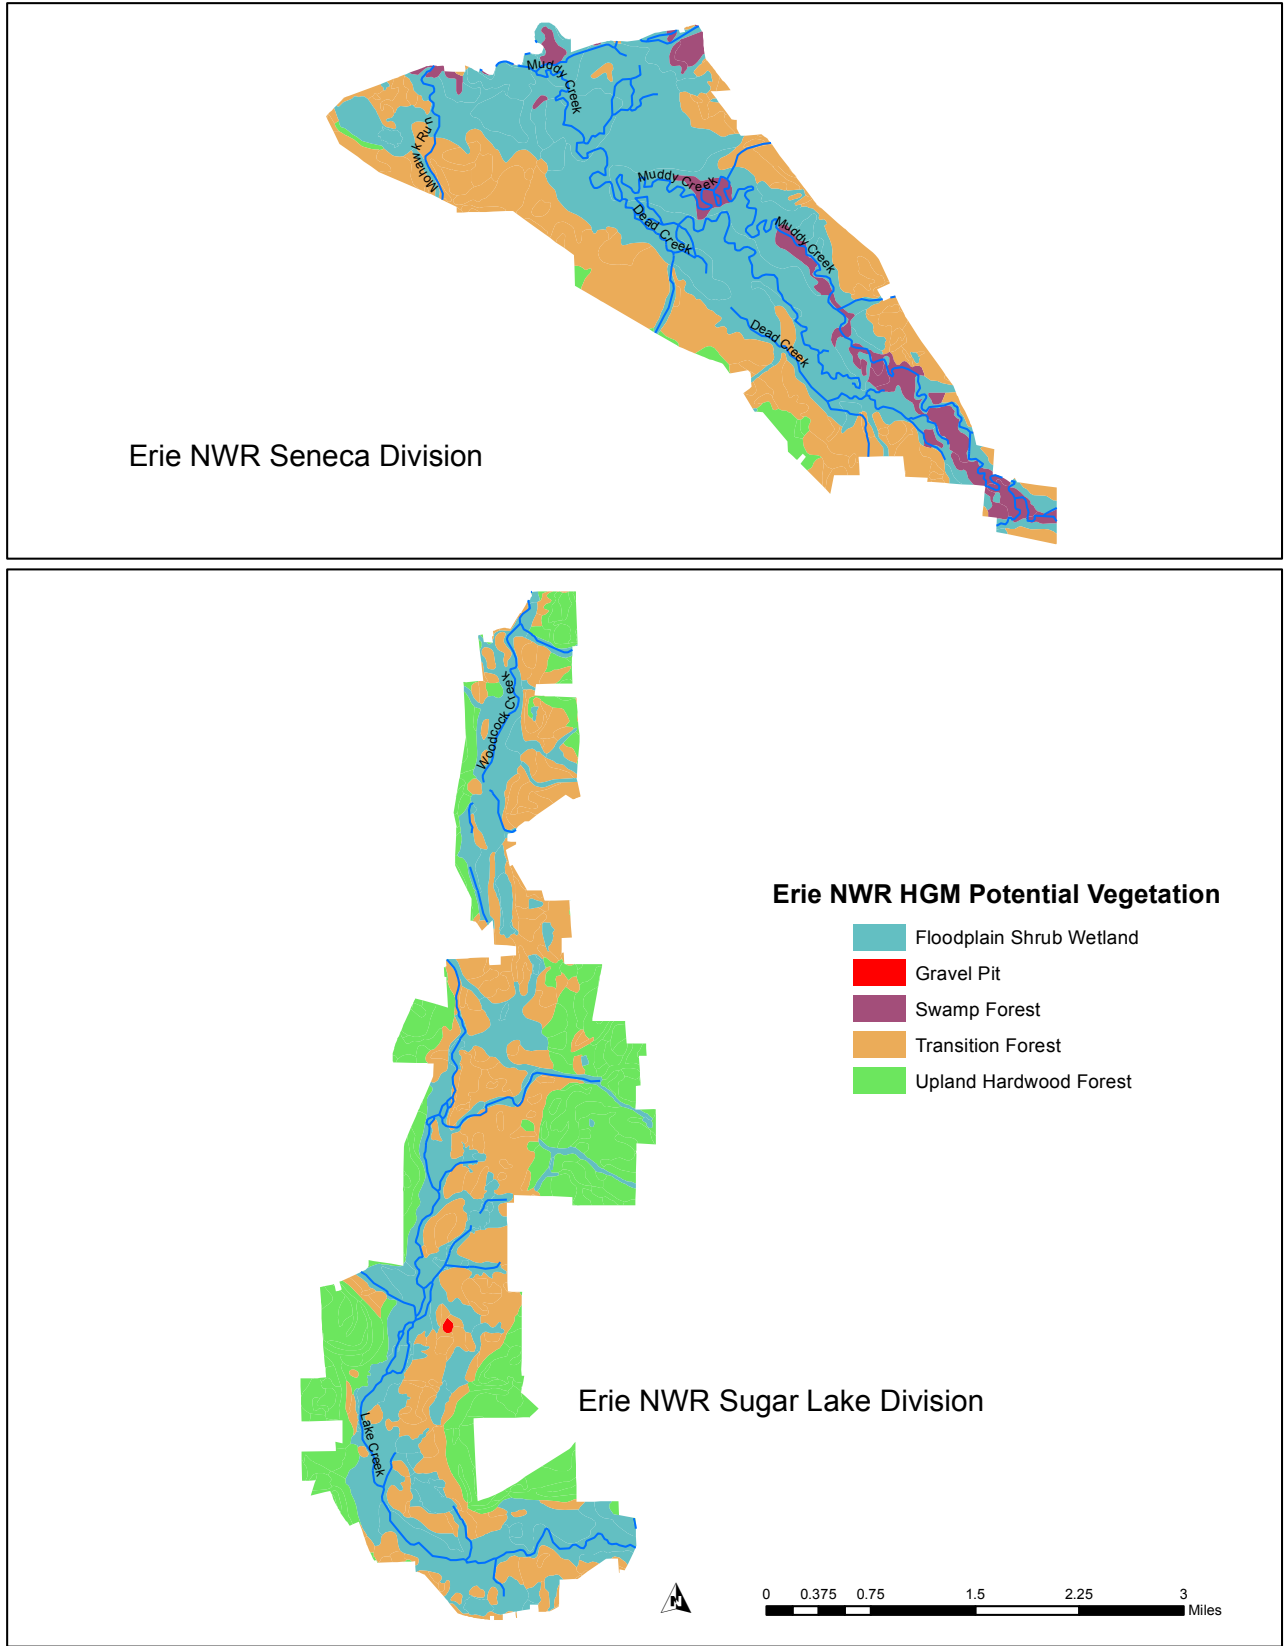 Muddy Creek
Mohawk Run
Muddy Creek
Dead Creek
Muddy Creek
Dead Creek
Erie NWR Seneca Division
Woodcock Creek
Erie NWR HGM Potential Vegetation
Floodplain Shrub Wetland
Gravel Pit
Swamp Forest
Transition Forest
Upland Hardwood Forest
Erie NWR Sugar Lake Division
Lake Creek
N
0 0.375 0.75 1.5 2.25 3
Miles